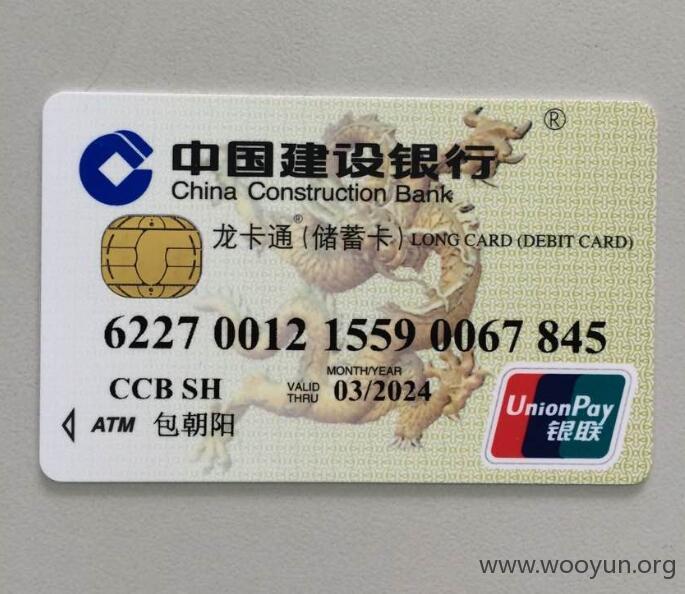 ®
中国建设银行
China Construction Bank
龙卡通®(储蓄卡) LONG CARD (DEBIT CARD)
6227 0012 1559 0067 845
MONTH/YEAR
CCB SH VALID THRU 03/2024
ATM 包朝阳
UnionPay
银联
www.wooyun.org